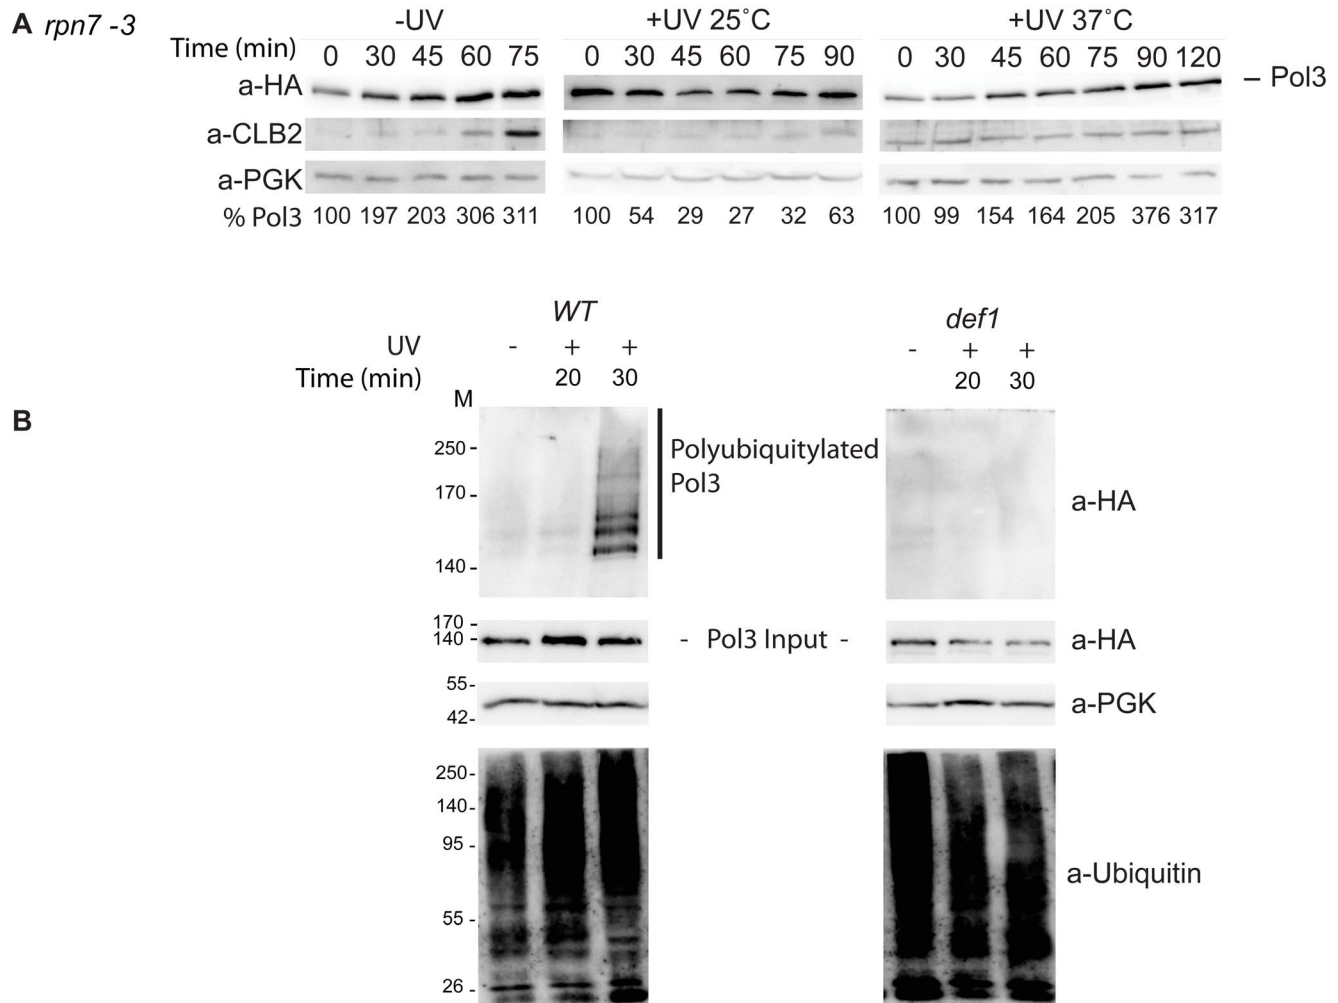 A rpn7 -3 -UV +UV 25˚C +UV 37˚C
Time (min) 0 30 45 60 75 0 30 45 60 75 90 0 30 45 60 75 90 120
a-HA – Pol3
a-CLB2
a-PGK
% Pol3 100 197 203 306 311 100 54 29 27 32 63 100 99 154 164 205 376 317
B
WT def1
UV - + + - + +
Time (min) 20 30 20 30
M
250 -
170 -
140 -
Polyubiquitylated
Pol3
a-HA
170 -
140 -
- Pol3 Input -
a-HA
55-
42-
a-PGK
250-
140-
95 -
55 -
26 -
a-Ubiquitin